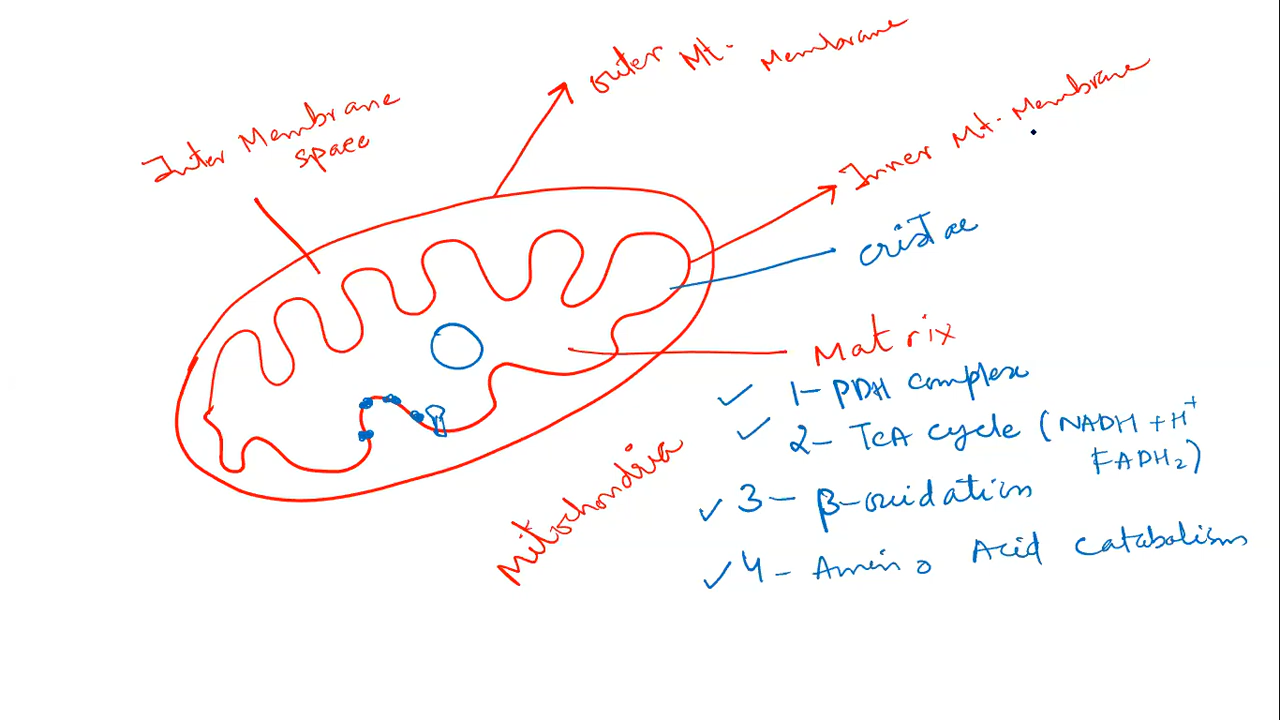 outer Mt. Membrane
Inter Membrane
space
Inner Mt. Membrane
cristae
Matrix
1- PDH complex
2- TCA cycle (NADH + H+
FADH2)
3- β-oxidation
4- Amino Acid catabolism
Mitochondria